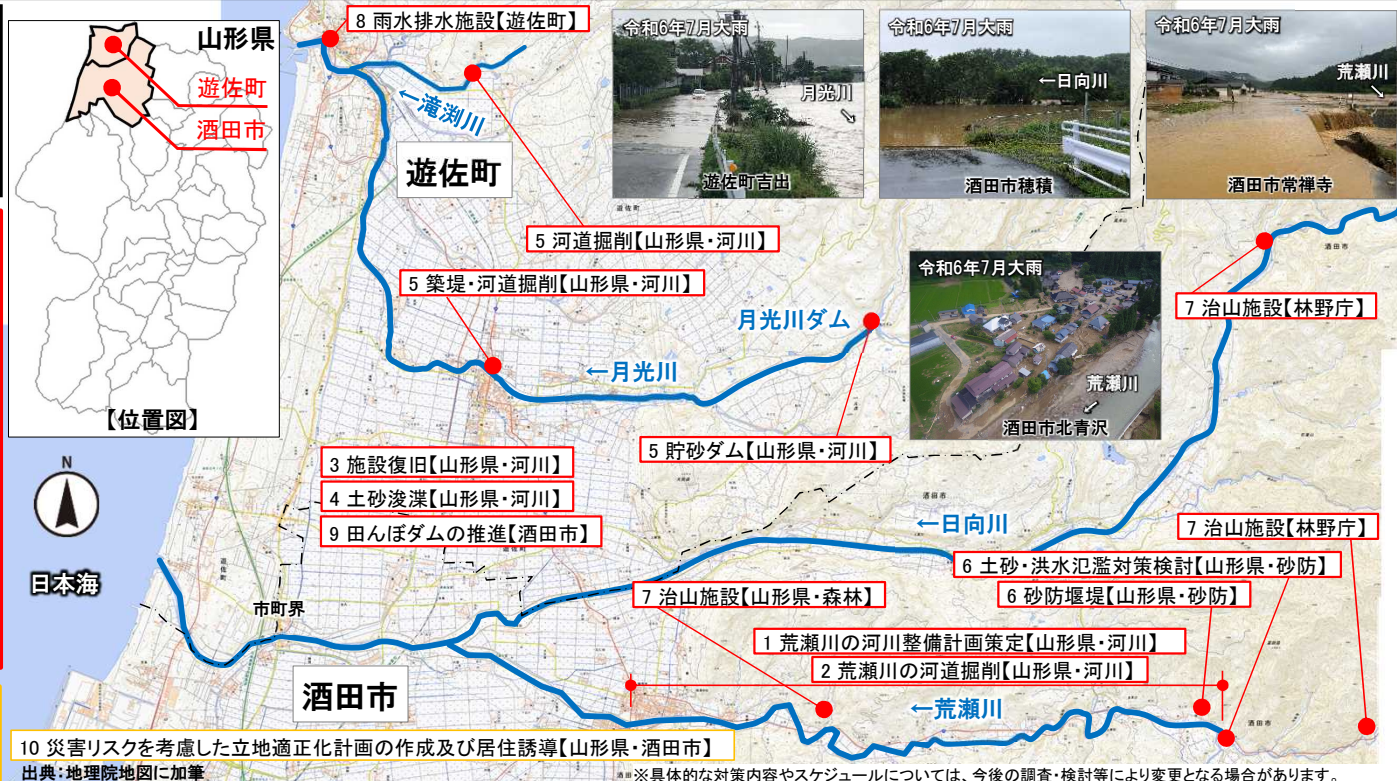 山形県
遊佐町
酒田市
【位置図】
8 雨水排水施設【遊佐町】
←滝渕川
遊佐町
令和6年7月大雨
月光川
↘
遊佐町吉出
令和6年7月大雨
←日向川
酒田市穂積
令和6年7月大雨
荒瀬川
↘
酒田市常禅寺
5 河道掘削【山形県・河川】
5 築堤・河道掘削【山形県・河川】
月光川ダム
←月光川
5 貯砂ダム【山形県・河川】
令和6年7月大雨
荒瀬川
↙
酒田市北青沢
7 治山施設【林野庁】
N
日本海
3 施設復旧【山形県・河川】
4 土砂浚渫【山形県・河川】
9 田んぼダムの推進【酒田市】
遊佐町
遊佐町
遊佐町
酒田市
酒田市
←日向川
7 治山施設【林野庁】
6 土砂・洪水氾濫対策検討【山形県・砂防】
6 砂防堰堤【山形県・砂防】
7 治山施設【山形県・森林】
市町界
1 荒瀬川の河川整備計画策定【山形県・河川】
2 荒瀬川の河道掘削【山形県・河川】
酒田市
←荒瀬川
酒田市
10 災害リスクを考慮した立地適正化計画の作成及び居住誘導【山形県・酒田市】
出典:地理院地図に加筆
※具体的な対策内容やスケジュールについては、今後の調査・検討等により変更となる場合があります。